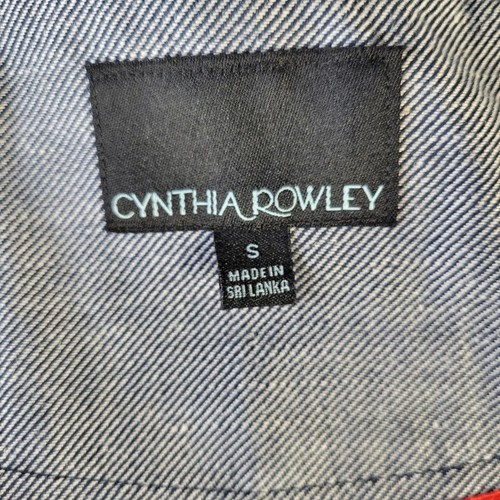 CYNTHIA ROWLEY
S
MADE IN
SRI LANKA